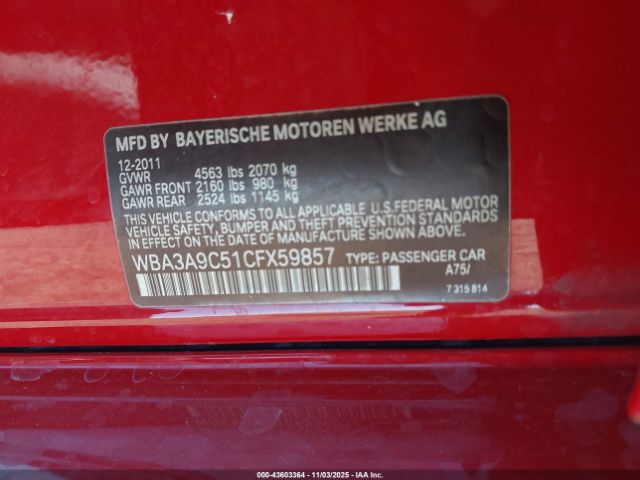 MFD BY BAYERISCHE MOTOREN WERKE AG
12-2011
GVWR 4563 lbs 2070 kg
GAWR FRONT 2160 lbs 980 kg
GAWR REAR 2524 lbs 1145 kg
THIS VEHICLE CONFORMS TO ALL APPLICABLE U.S.FEDERAL MOTOR
VEHICLE SAFETY, BUMPER, AND THEFT PREVENTION STANDARDS
IN EFFECT ON THE DATE OF MANUFACTURE SHOWN ABOVE.
WBA3A9C51CFX59857 TYPE: PASSENGER CAR
A75/
7 315 814
000-43603364 - 11/03/2025 - IAA Inc.